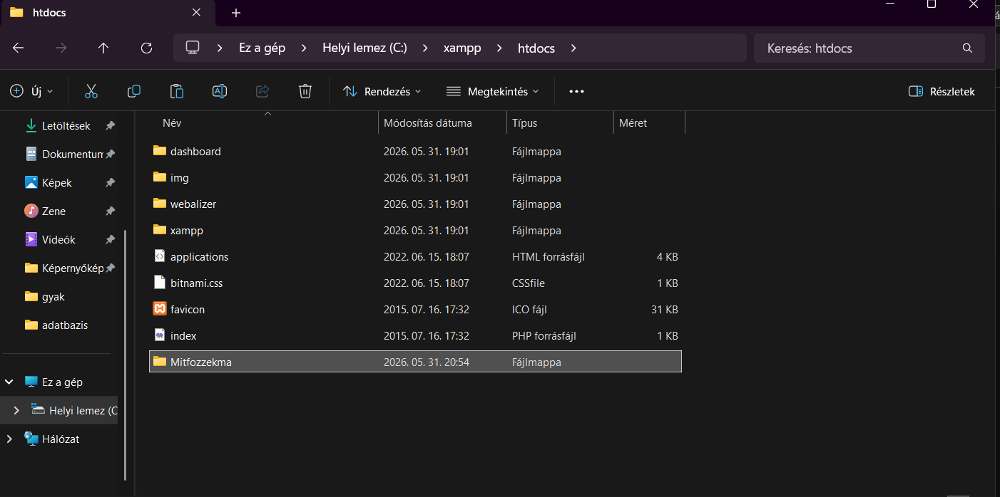 htdocs
Ez a gép Helyi lemez (C:) xampp htdocs
Keresés: htdocs
Új Rendezés Megtekintés Részletek
Letöltések
Dokumentum
Képek
Zene
Videók
Képernyőkép
gyak
adatbazis
Ez a gép
Helyi lemez (C
Hálózat
Név Módosítás dátuma Típus Méret
dashboard 2026. 05. 31. 19:01 Fájlmappa
img 2026. 05. 31. 19:01 Fájlmappa
webalizer 2026. 05. 31. 19:01 Fájlmappa
xampp 2026. 05. 31. 19:01 Fájlmappa
applications 2022. 06. 15. 18:07 HTML forrásfájl 4 KB
bitnami.css 2022. 06. 15. 18:07 CSSfile 1 KB
favicon 2015. 07. 16. 17:32 ICO fájl 31 KB
index 2015. 07. 16. 17:32 PHP forrásfájl 1 KB
Mitfozzekma 2026. 05. 31. 20:54 Fájlmappa